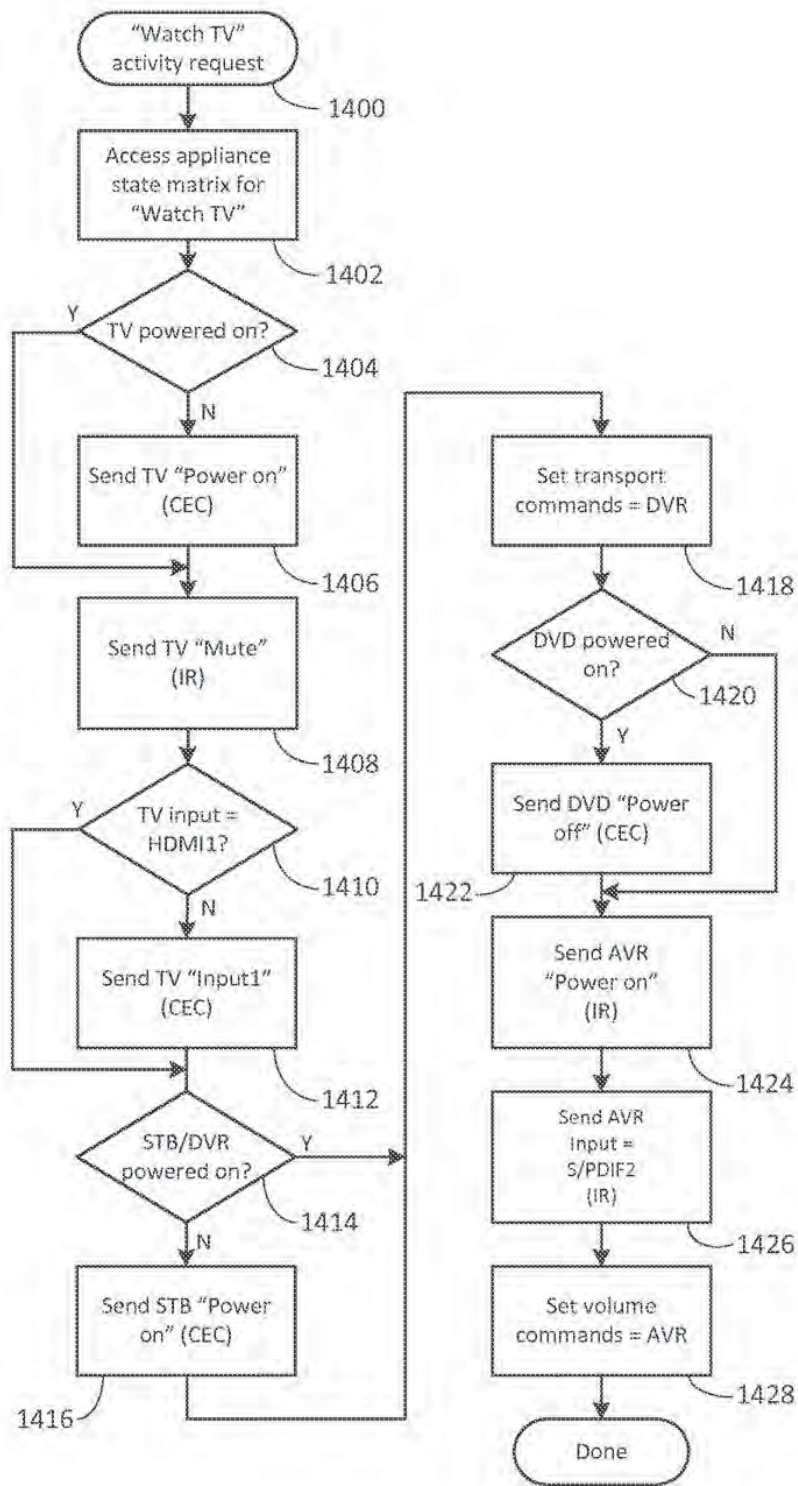 “Watch TV”
activity request
1400
Access appliance
state matrix for
“Watch TV”
1402
TV powered on?
Y
N
1404
Send TV “Power on”
(CEC)
1406
Send TV “Mute”
(IR)
1408
TV input =
HDMI1?
Y
N
1410
Send TV “Input1”
(CEC)
1412
STB/DVR
powered on?
Y
N
1414
Send STB “Power
on” (CEC)
1416
Set transport
commands = DVR
1418
DVD powered
on?
N
Y
1420
Send DVD “Power
off” (CEC)
1422
Send AVR
“Power on”
(IR)
1424
Send AVR
Input =
S/PDIF2
(IR)
1426
Set volume
commands = AVR
1428
Done